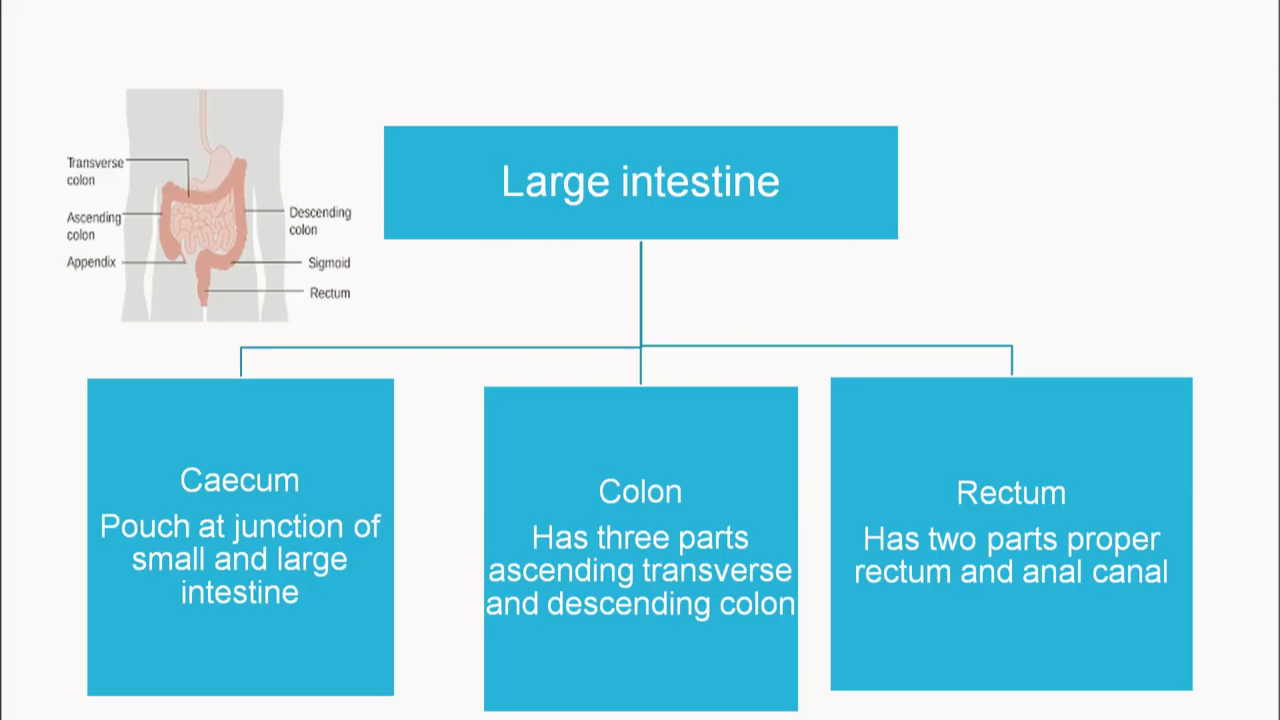 Transverse
colon
Ascending
colon
Appendix
Descending
colon
Sigmoid
Rectum
Large intestine
Caecum
Pouch at junction of
small and large
intestine
Colon
Has three parts
ascending transverse
and descending colon
Rectum
Has two parts proper
rectum and anal canal